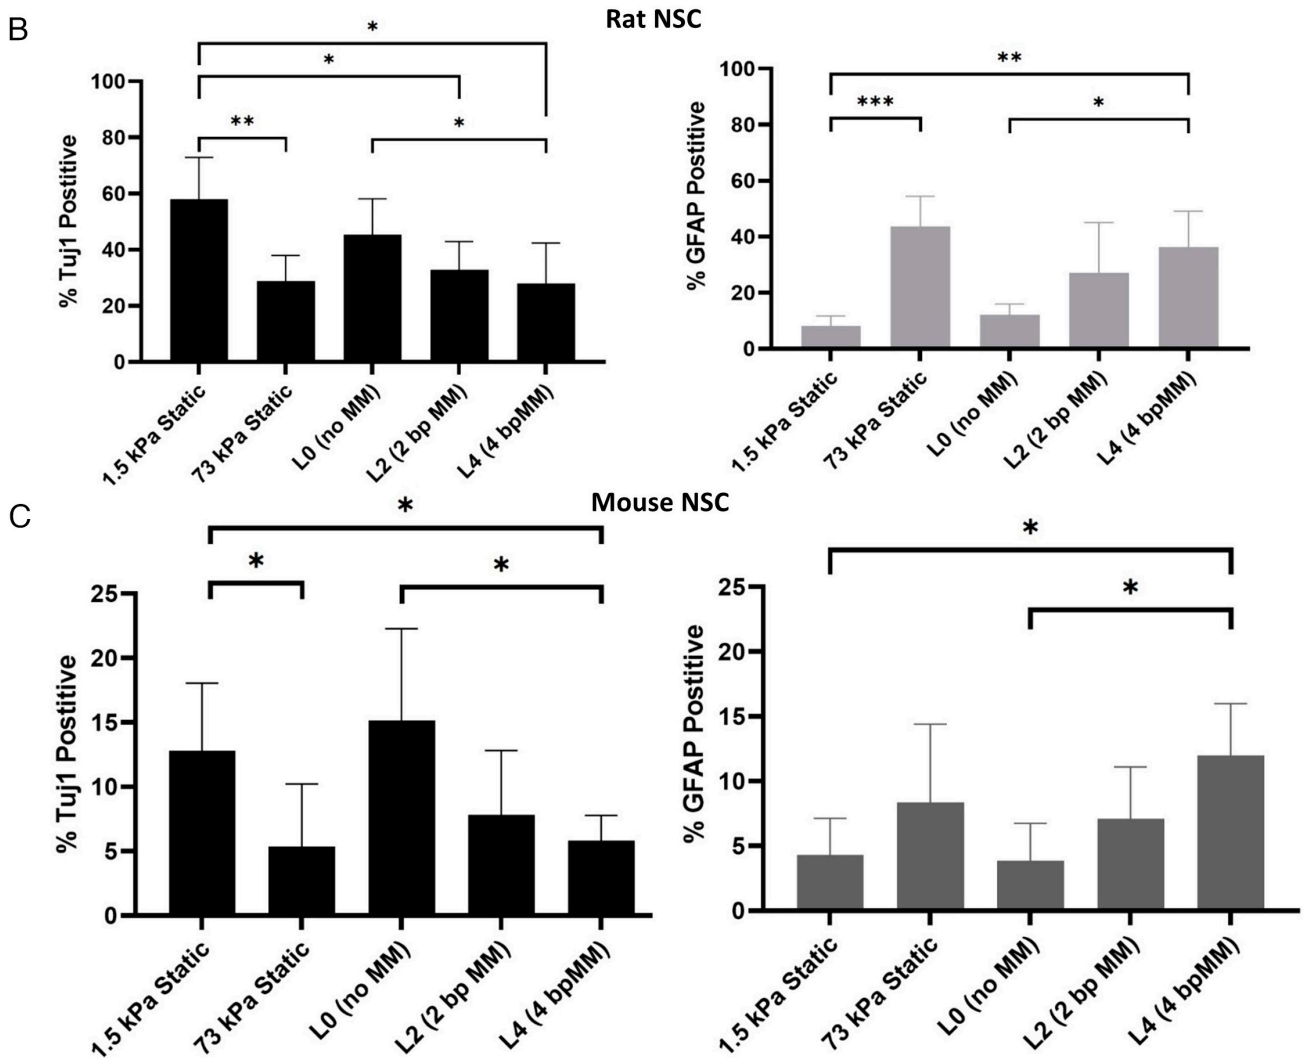 B
Rat NSC
*
*
**
*
% Tuj1 Postitive
100
80
60
40
20
0
1.5 kPa Static
73 kPa Static
L0 (no MM)
L2 (2 bp MM)
L4 (4 bpMM)
**
***
*
% GFAP Postitive
100
80
60
40
20
0
1.5 kPa Static
73 kPa Static
L0 (no MM)
L2 (2 bp MM)
L4 (4 bpMM)
C
Mouse NSC
*
*
*
% Tuj1 Postitive
25
20
15
10
5
0
1.5 kPa Static
73 kPa Static
L0 (no MM)
L2 (2 bp MM)
L4 (4 bpMM)
*
*
% GFAP Postitive
25
20
15
10
5
0
1.5 kPa Static
73 kPa Static
L0 (no MM)
L2 (2 bp MM)
L4 (4 bpMM)